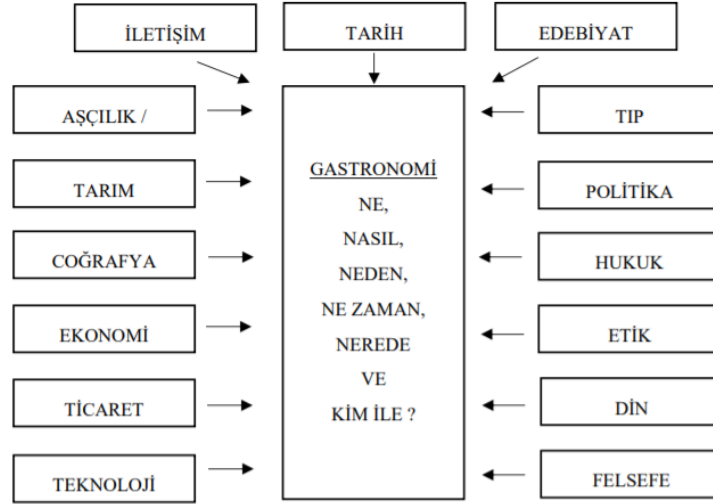 İLETİŞİM
TARİH
EDEBİYAT
AŞÇILIK /
TARIM
COĞRAFYA
EKONOMİ
TİCARET
TEKNOLOJİ
GASTRONOMİ
NE,
NASIL,
NEDEN,
NE ZAMAN,
NEREDE
VE
KİM İLE ?
TIP
POLİTİKA
HUKUK
ETİK
DİN
FELSEFE